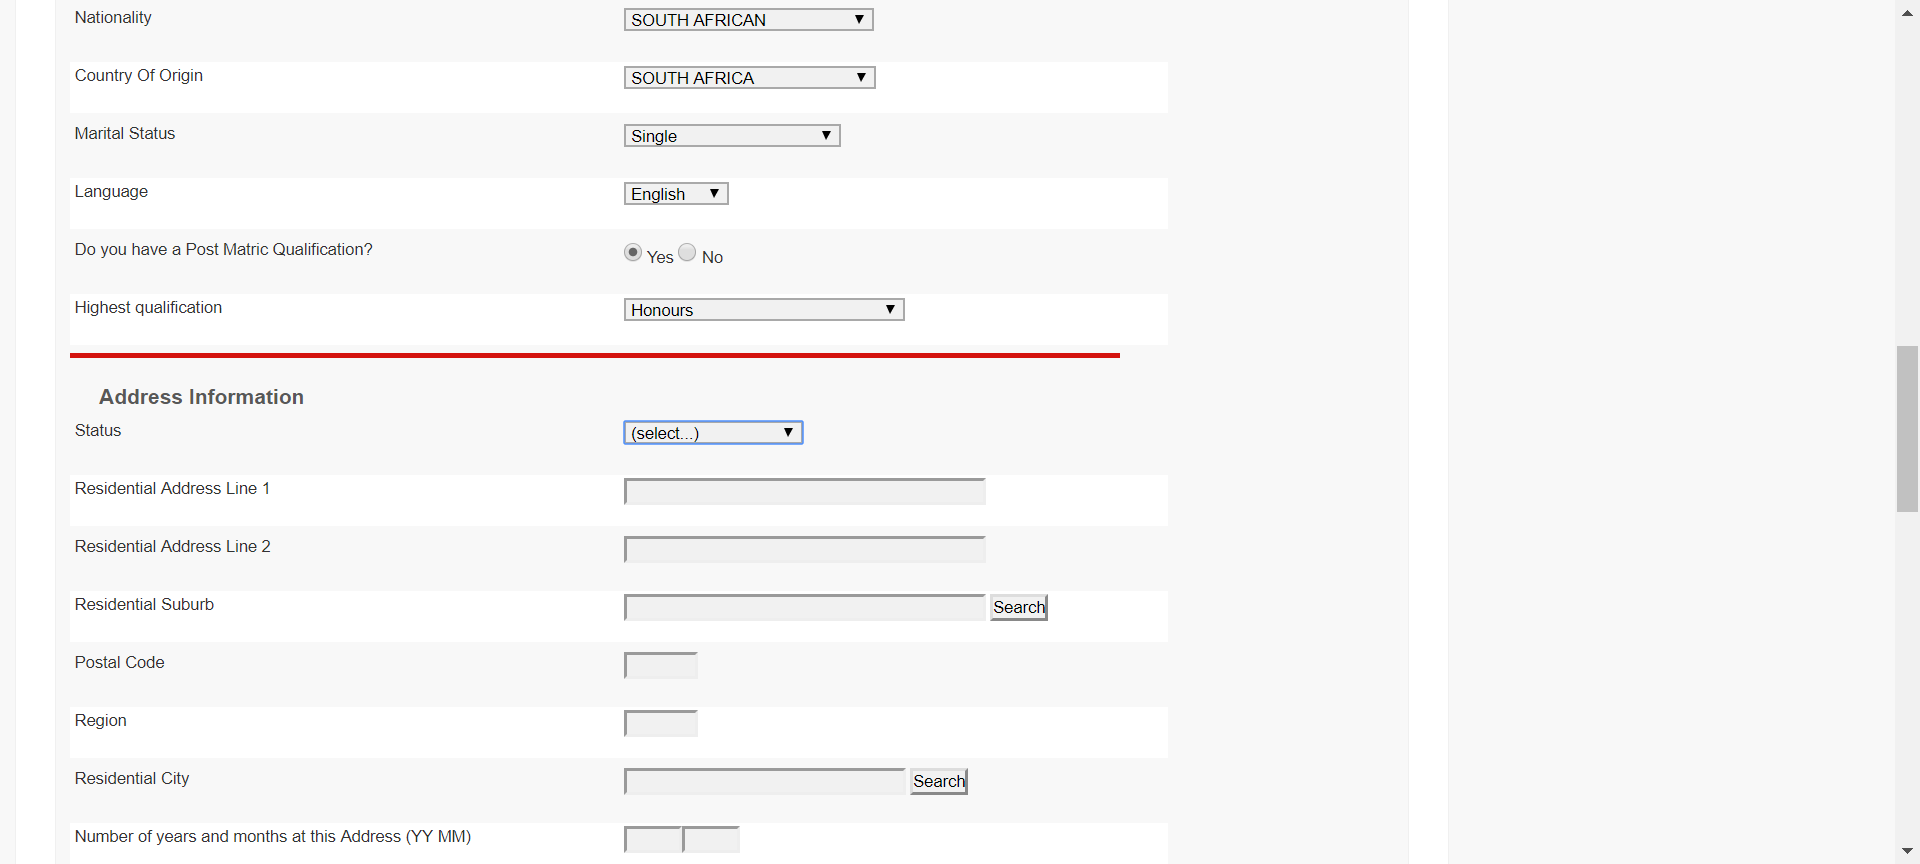 Nationality SOUTH AFRICAN
Country Of Origin SOUTH AFRICA
Marital Status Single
Language English
Do you have a Post Matric Qualification? Yes No
Highest qualification Honours
Address Information
Status (select...)
Residential Address Line 1
Residential Address Line 2
Residential Suburb Search
Postal Code
Region
Residential City Search
Number of years and months at this Address (YY MM)